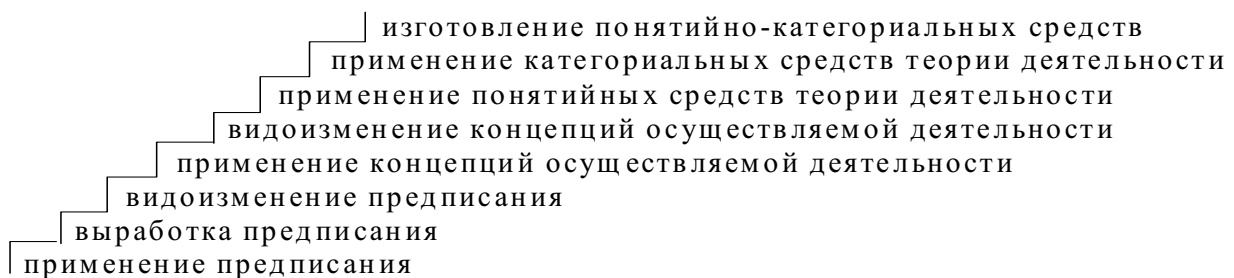 изготовление понятийно-категориальных средств
применение категориальных средств теории деятельности
применение понятийных средств теории деятельности
видоизменение концепций осуществляемой деятельности
применение концепций осуществляемой деятельности
видоизменение предписания
выработка предписания
применение предписания